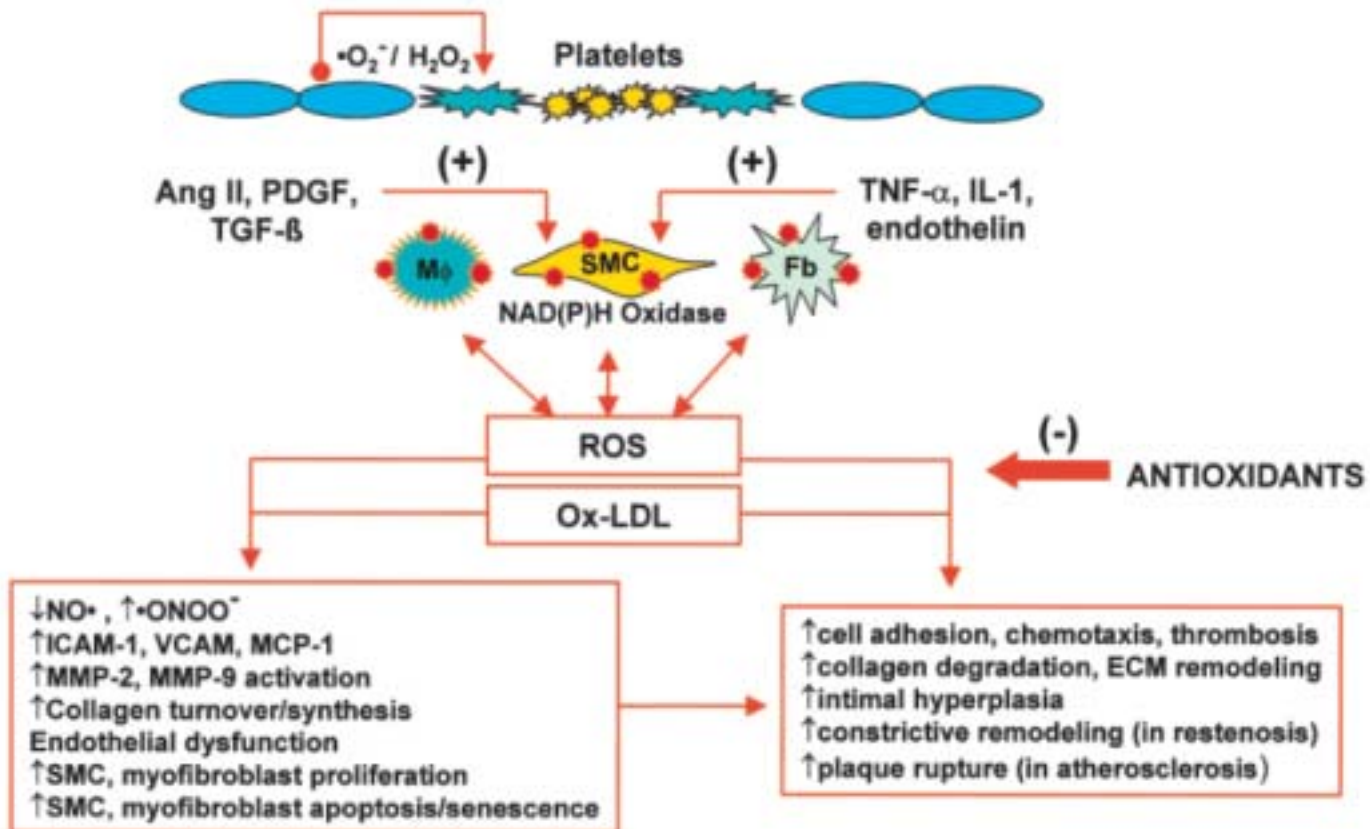 •O₂⁻/ H₂O₂
Platelets
(+)
(+)
Ang II, PDGF,
TGF-ß
TNF-α, IL-1,
endothelin
Mϕ
SMC
Fb
NAD(P)H Oxidase
ROS
(-)
ANTIOXIDANTS
Ox-LDL
↓NO• , ↑•ONOO⁻
↑ICAM-1, VCAM, MCP-1
↑MMP-2, MMP-9 activation
↑Collagen turnover/synthesis
Endothelial dysfunction
↑SMC, myofibroblast proliferation
↑SMC, myofibroblast apoptosis/senescence
↑cell adhesion, chemotaxis, thrombosis
↑collagen degradation, ECM remodeling
↑intimal hyperplasia
↑constrictive remodeling (in restenosis)
↑plaque rupture (in atherosclerosis)